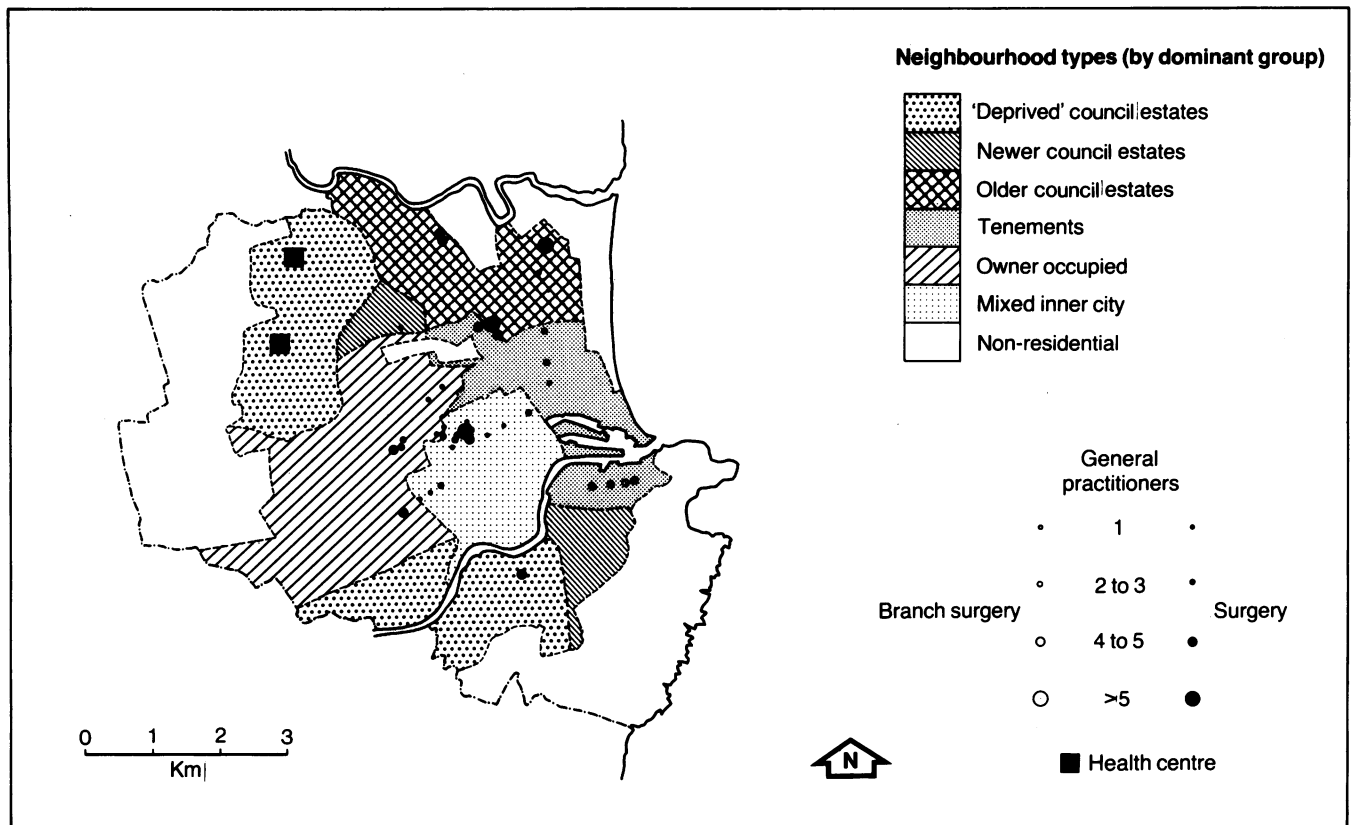 Neighbourhood types (by dominant group)
'Deprived' council estates
Newer council estates
Older council estates
Tenements
Owner occupied
Mixed inner city
Non-residential
General
practitioners
1
2 to 3
Branch surgery
Surgery
4 to 5
>5
Health centre
0 1 2 3
Km
N